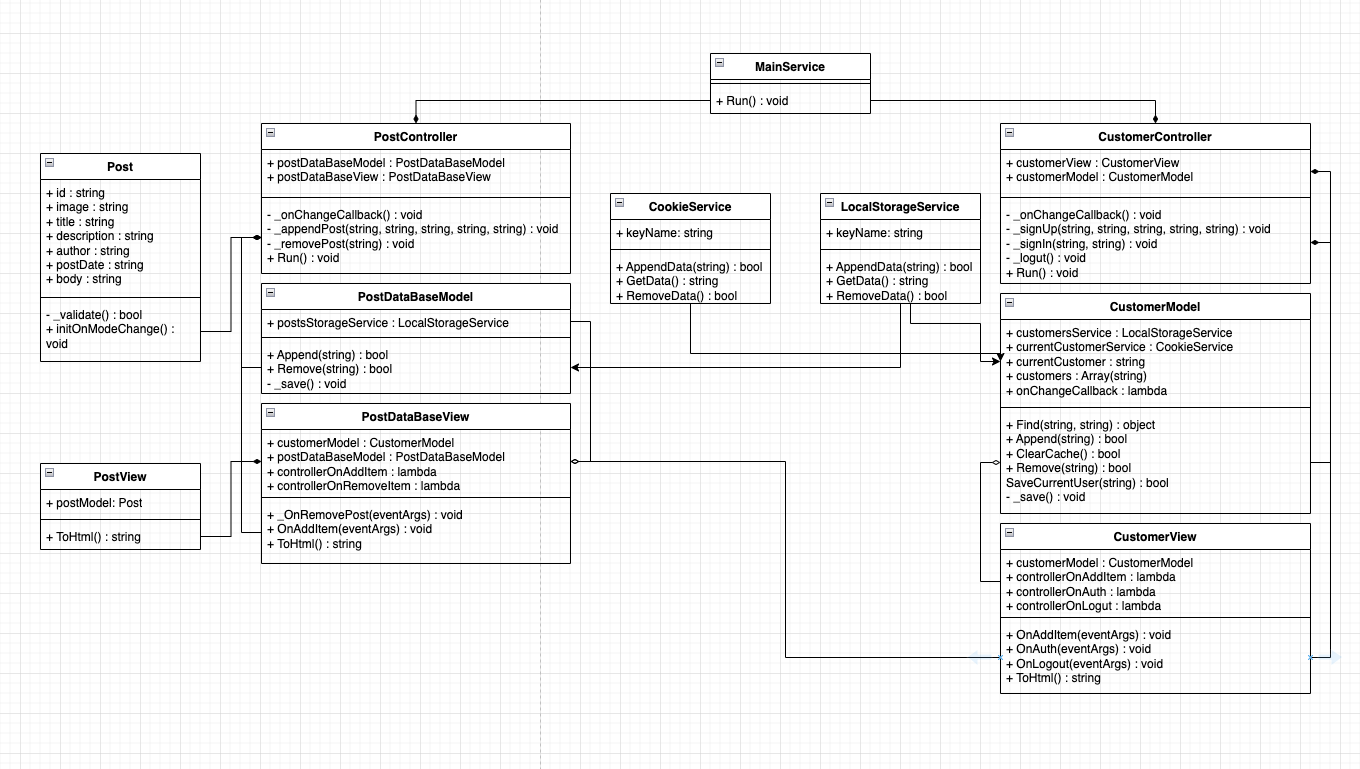 MainService
+ Run() : void
PostController
+ postDataBaseModel : PostDataBaseModel
+ postDataBaseView : PostDataBaseView
- _onChangeCallback() : void
- _appendPost(string, string, string, string) : void
- _removePost(string) : void
+ Run() : void
CustomerController
+ customerView : CustomerView
+ customerModel : CustomerModel
- _onChangeCallback() : void
- _signUp(string, string, string, string, string) : void
- _signIn(string, string) : void
- _logut() : void
+ Run() : void
Post
+ id : string
+ image : string
+ title : string
+ description : string
+ author : string
+ postDate : string
+ body : string
- _validate() : bool
+ initOnModeChange() :
void
CookieService
+ keyName: string
+ AppendData(string) : bool
+ GetData() : string
+ RemoveData() : bool
LocalStorageService
+ keyName: string
+ AppendData(string) : bool
+ GetData() : string
+ RemoveData() : bool
PostDataBaseModel
+ postsStorageService : LocalStorageService
+ Append(string) : bool
+ Remove(string) : bool
- _save() : void
CustomerModel
+ customersService : LocalStorageService
+ currentCustomerService : CookieService
+ currentCustomer : string
+ customers : Array(string)
+ onChangeCallback : lambda
+ Find(string, string) : object
+ Append(string) : bool
+ ClearCache() : bool
+ Remove(string) : bool
SaveCurrentUser(string) : bool
- _save() : void
PostDataBaseView
+ customerModel : CustomerModel
+ postDataBaseModel : PostDataBaseModel
+ controllerOnAddItem : lambda
+ controllerOnRemoveItem : lambda
+ _OnRemovePost(eventArgs) : void
+ OnAddItem(eventArgs) : void
+ ToHtml() : string
PostView
+ postModel: Post
+ ToHtml() : string
CustomerView
+ customerModel : CustomerModel
+ controllerOnAddItem : lambda
+ controllerOnAuth : lambda
+ controllerOnLogut : lambda
+ OnAddItem(eventArgs) : void
+ OnAuth(eventArgs) : void
+ OnLogout(eventArgs) : void
+ ToHtml() : string